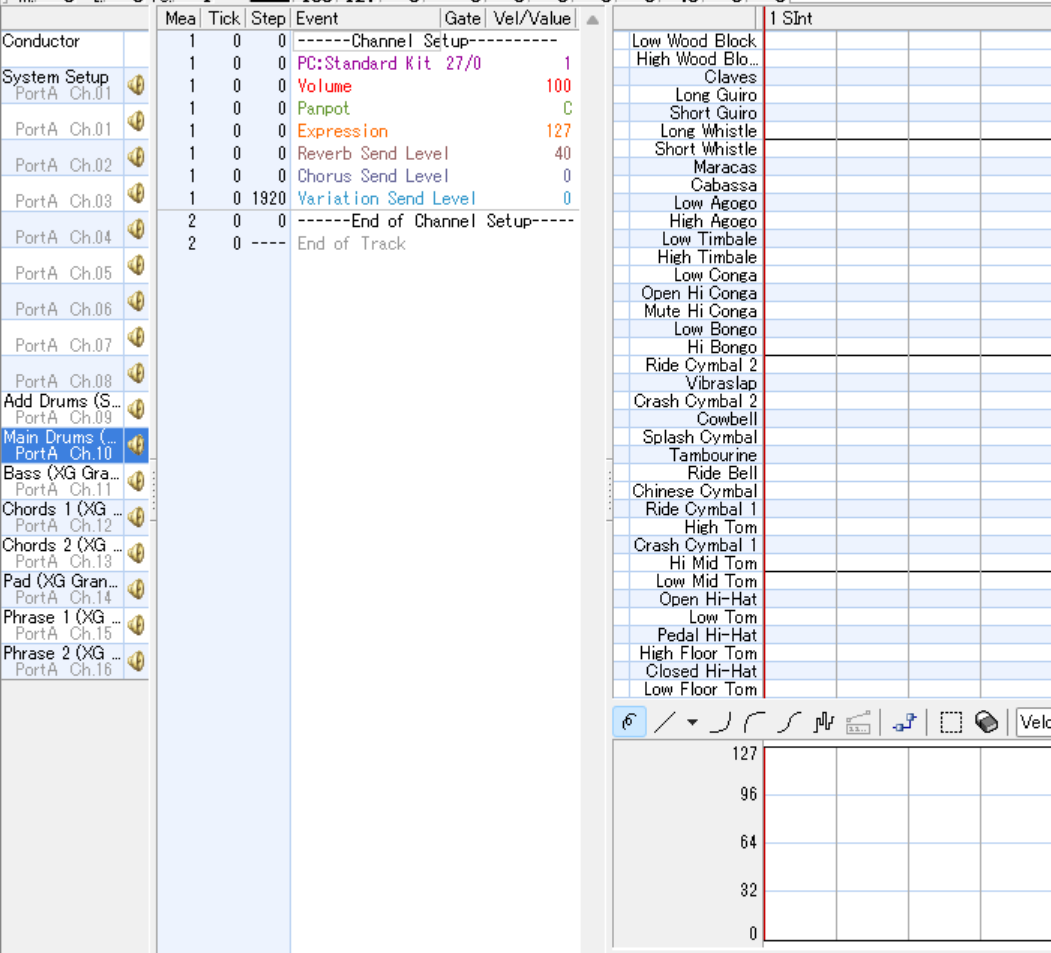 Mea Tick Step Event Gate Vel/Value
1 0 0 ------Channel Setup----------
1 0 0 PC:Standard Kit 27/0 1
1 0 0 Volume 100
1 0 0 Panpot C
1 0 0 Expression 127
1 0 0 Reverb Send Level 40
1 0 0 Chorus Send Level 0
1 0 1920 Variation Send Level 0
2 0 0 ------End of Channel Setup-----
2 0 ---- End of Track
Conductor
System Setup
PortA Ch.01
PortA Ch.01
PortA Ch.02
PortA Ch.03
PortA Ch.04
PortA Ch.05
PortA Ch.06
PortA Ch.07
PortA Ch.08
Add Drums (S...
PortA Ch.09
Main Drums (...
PortA Ch.10
Bass (XG Gra...
PortA Ch.11
Chords 1 (XG ...
PortA Ch.12
Chords 2 (XG ...
PortA Ch.13
Pad (XG Gran...
PortA Ch.14
Phrase 1 (XG ...
PortA Ch.15
Phrase 2 (XG ...
PortA Ch.16
1 SInt
Low Wood Block
High Wood Blo...
Claves
Long Guiro
Short Guiro
Long Whistle
Short Whistle
Maracas
Cabassa
Low Agogo
High Agogo
Low Timbale
High Timbale
Low Conga
Open Hi Conga
Mute Hi Conga
Low Bongo
Hi Bongo
Ride Cymbal 2
Vibraslap
Crash Cymbal 2
Cowbell
Splash Cymbal
Tambourine
Ride Bell
Chinese Cymbal
Ride Cymbal 1
High Tom
Crash Cymbal 1
Hi Mid Tom
Low Mid Tom
Open Hi-Hat
Low Tom
Pedal Hi-Hat
High Floor Tom
Closed Hi-Hat
Low Floor Tom
Velo
127
96
64
32
0